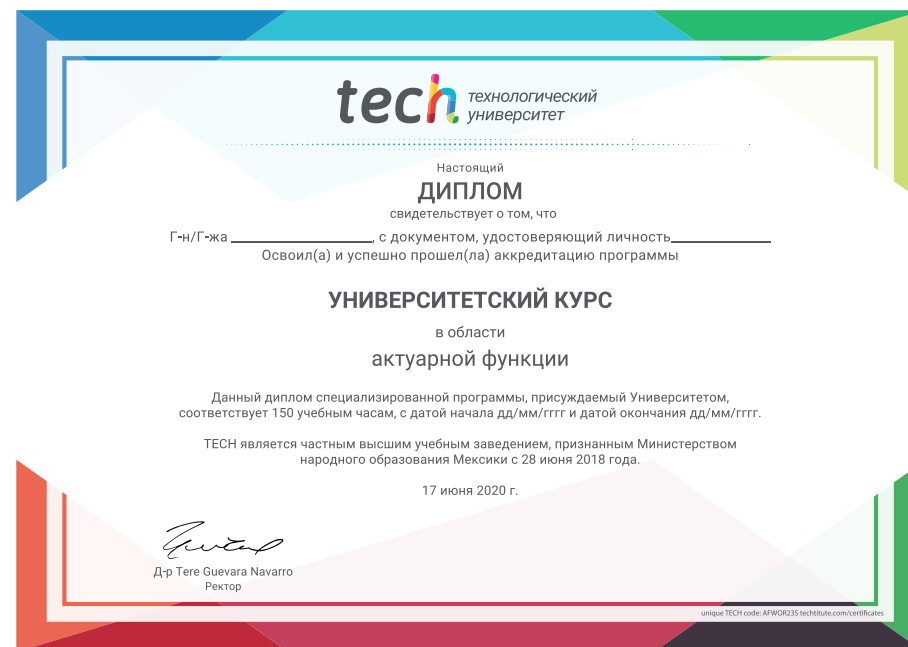 tech технологический
университет
Настоящий
ДИПЛОМ
свидетельствует о том, что
Г-н/Г-жа ____________________, с документом, удостоверяющий личность______________
Освоил(а) и успешно прошел(ла) аккредитацию программы
УНИВЕРСИТЕТСКИЙ КУРС
в области
актуарной функции
Данный диплом специализированной программы, присуждаемый Университетом,
соответствует 150 учебным часам, с датой начала дд/мм/гггг и датой окончания дд/мм/гггг.
TECH является частным высшим учебным заведением, признанным Министерством
народного образования Мексики с 28 июня 2018 года.
17 июня 2020 г.
Д-р Tere Guevara Navarro
Ректор
unique TECH code: AFWOR23S techtitute.com/certificates